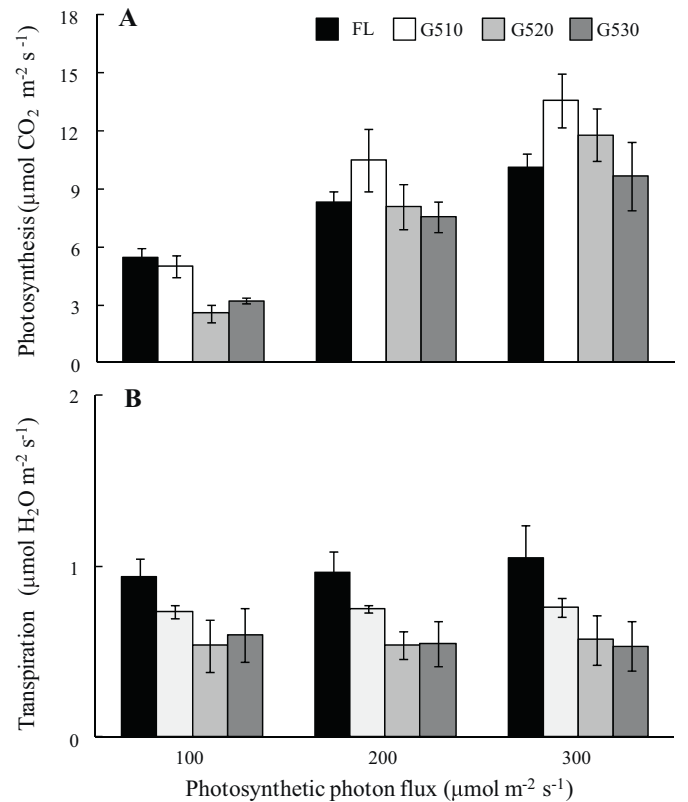 A
FL G510 G520 G530
Photosynthesis (μmol CO₂ m⁻² s⁻¹)
18
15
12
9
6
3
0
B
Transpiration (μmol H₂O m⁻² s⁻¹)
2
1
0
100 200 300
Photosynthetic photon flux (μmol m⁻² s⁻¹)